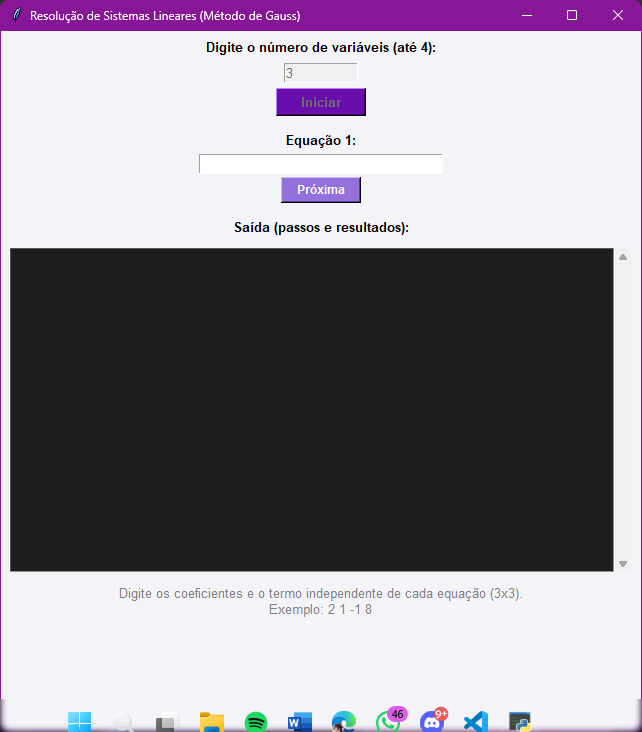 Resolução de Sistemas Lineares (Método de Gauss)
Digite o número de variáveis (até 4):
3
Iniciar
Equação 1:
Próxima
Saída (passos e resultados):
Digite os coeficientes e o termo independente de cada equação (3x3).
Exemplo: 2 1 -1 8
46
9+